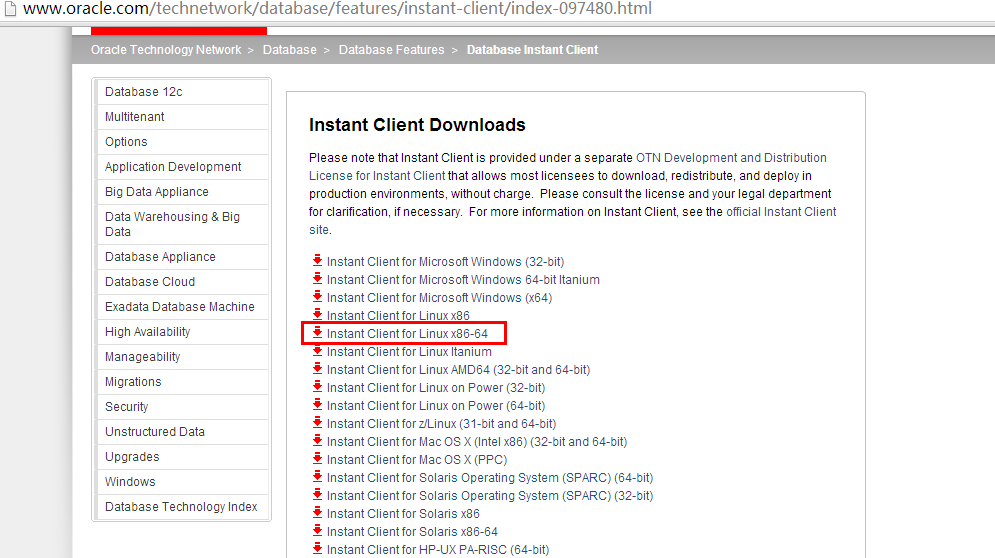 www.oracle.com/technetwork/database/features/instant-client/index-097480.html
Oracle Technology Network > Database > Database Features > Database Instant Client
Database 12c
Multitenant
Options
Application Development
Big Data Appliance
Data Warehousing & Big
Data
Database Appliance
Database Cloud
Exadata Database Machine
High Availability
Manageability
Migrations
Security
Unstructured Data
Upgrades
Windows
Database Technology Index
Instant Client Downloads
Please note that Instant Client is provided under a separate OTN Development and Distribution
License for Instant Client that allows most licensees to download, redistribute, and deploy in
production environments, without charge. Please consult the license and your legal department
for clarification, if necessary. For more information on Instant Client, see the official Instant Client
site.
Instant Client for Microsoft Windows (32-bit)
Instant Client for Microsoft Windows 64-bit Itanium
Instant Client for Microsoft Windows (x64)
Instant Client for Linux x86
Instant Client for Linux x86-64
Instant Client for Linux Itanium
Instant Client for Linux AMD64 (32-bit and 64-bit)
Instant Client for Linux on Power (32-bit)
Instant Client for Linux on Power (64-bit)
Instant Client for z/Linux (31-bit and 64-bit)
Instant Client for Mac OS X (Intel x86) (32-bit and 64-bit)
Instant Client for Mac OS X (PPC)
Instant Client for Solaris Operating System (SPARC) (64-bit)
Instant Client for Solaris Operating System (SPARC) (32-bit)
Instant Client for Solaris x86
Instant Client for Solaris x86-64
Instant Client for HP-UX PA-RISC (64-bit)